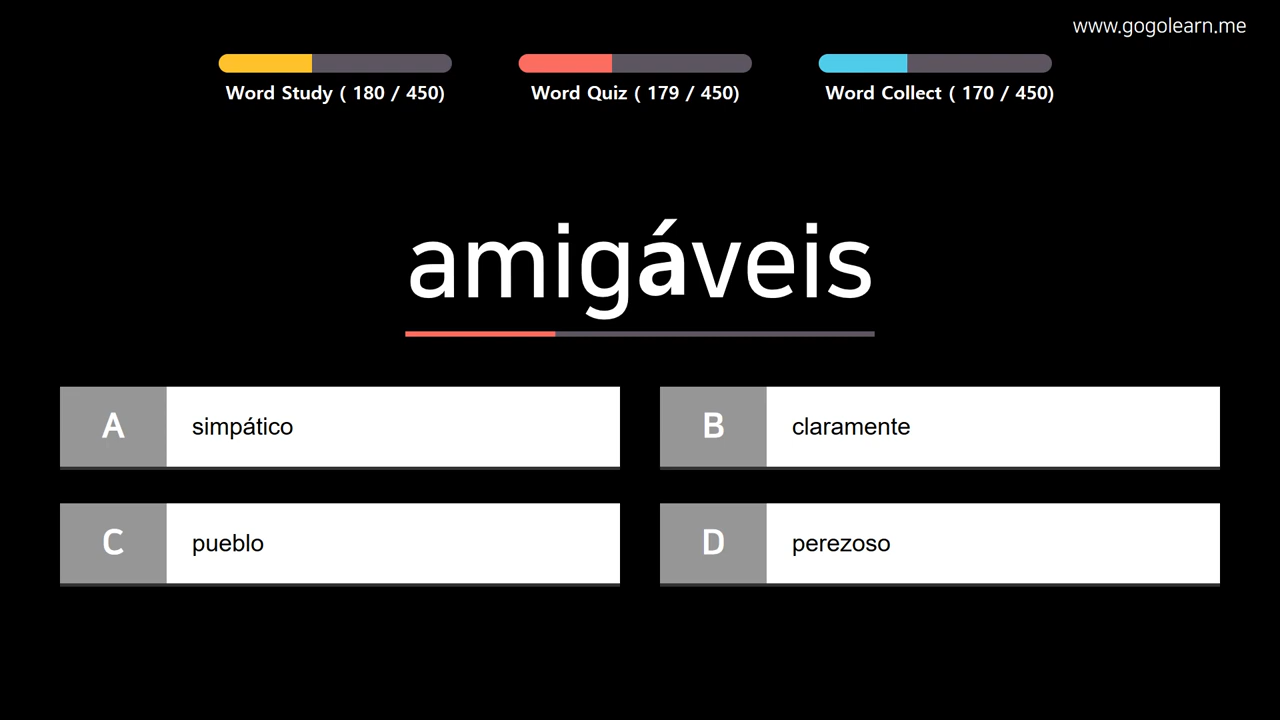 www.gogolearn.me
Word Study ( 180 / 450)
Word Quiz ( 179 / 450)
Word Collect ( 170 / 450)
amigáveis
A simpático
B claramente
C pueblo
D perezoso